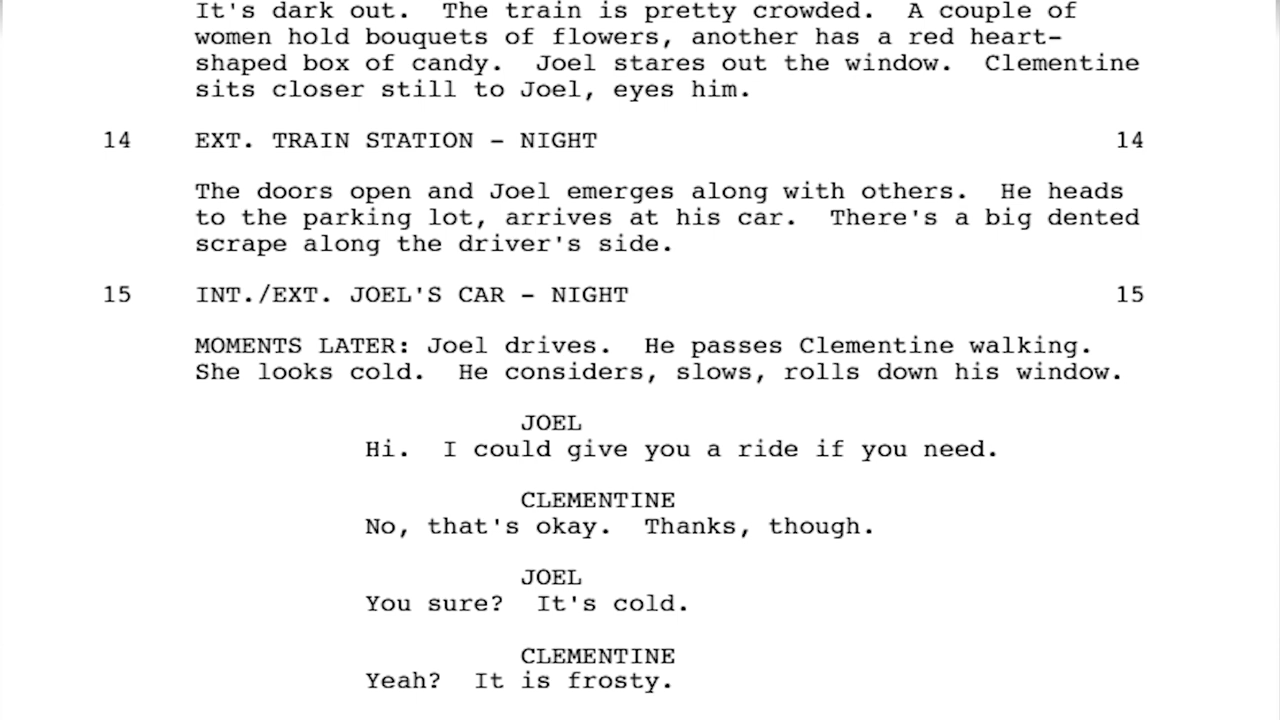 It's dark out.  The train is pretty crowded.  A couple of
women hold bouquets of flowers, another has a red heart-
shaped box of candy.  Joel stares out the window.  Clementine
sits closer still to Joel, eyes him.
14 EXT. TRAIN STATION - NIGHT 14
The doors open and Joel emerges along with others.  He heads
to the parking lot, arrives at his car.  There's a big dented
scrape along the driver's side.
15 INT./EXT. JOEL'S CAR - NIGHT 15
MOMENTS LATER: Joel drives.  He passes Clementine walking.
She looks cold.  He considers, slows, rolls down his window.
JOEL
Hi.  I could give you a ride if you need.
CLEMENTINE
No, that's okay.  Thanks, though.
JOEL
You sure?  It's cold.
CLEMENTINE
Yeah?  It is frosty.